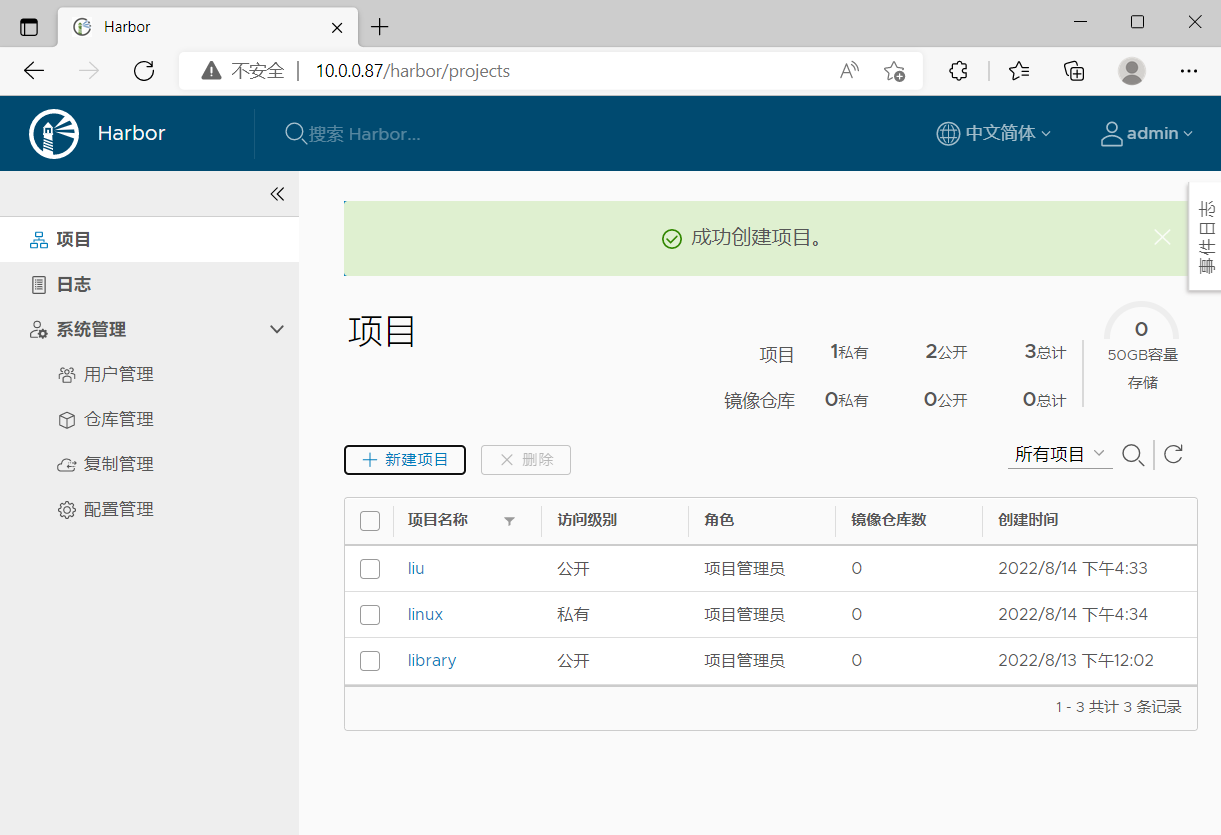 Harbor
不安全 10.0.0.87/harbor/projects
Harbor
搜索 Harbor...
中文简体
admin
项目
日志
系统管理
用户管理
仓库管理
复制管理
配置管理
成功创建项目。
事件日志
项目
项目 1私有 2公开 3总计
镜像仓库 0私有 0公开 0总计
0
50GB容量
存储
新建项目 删除
所有项目
项目名称 访问级别 角色 镜像仓库数 创建时间
liu 公开 项目管理员 0 2022/8/14 下午4:33
linux 私有 项目管理员 0 2022/8/14 下午4:34
library 公开 项目管理员 0 2022/8/13 下午12:02
1 - 3 共计 3 条记录